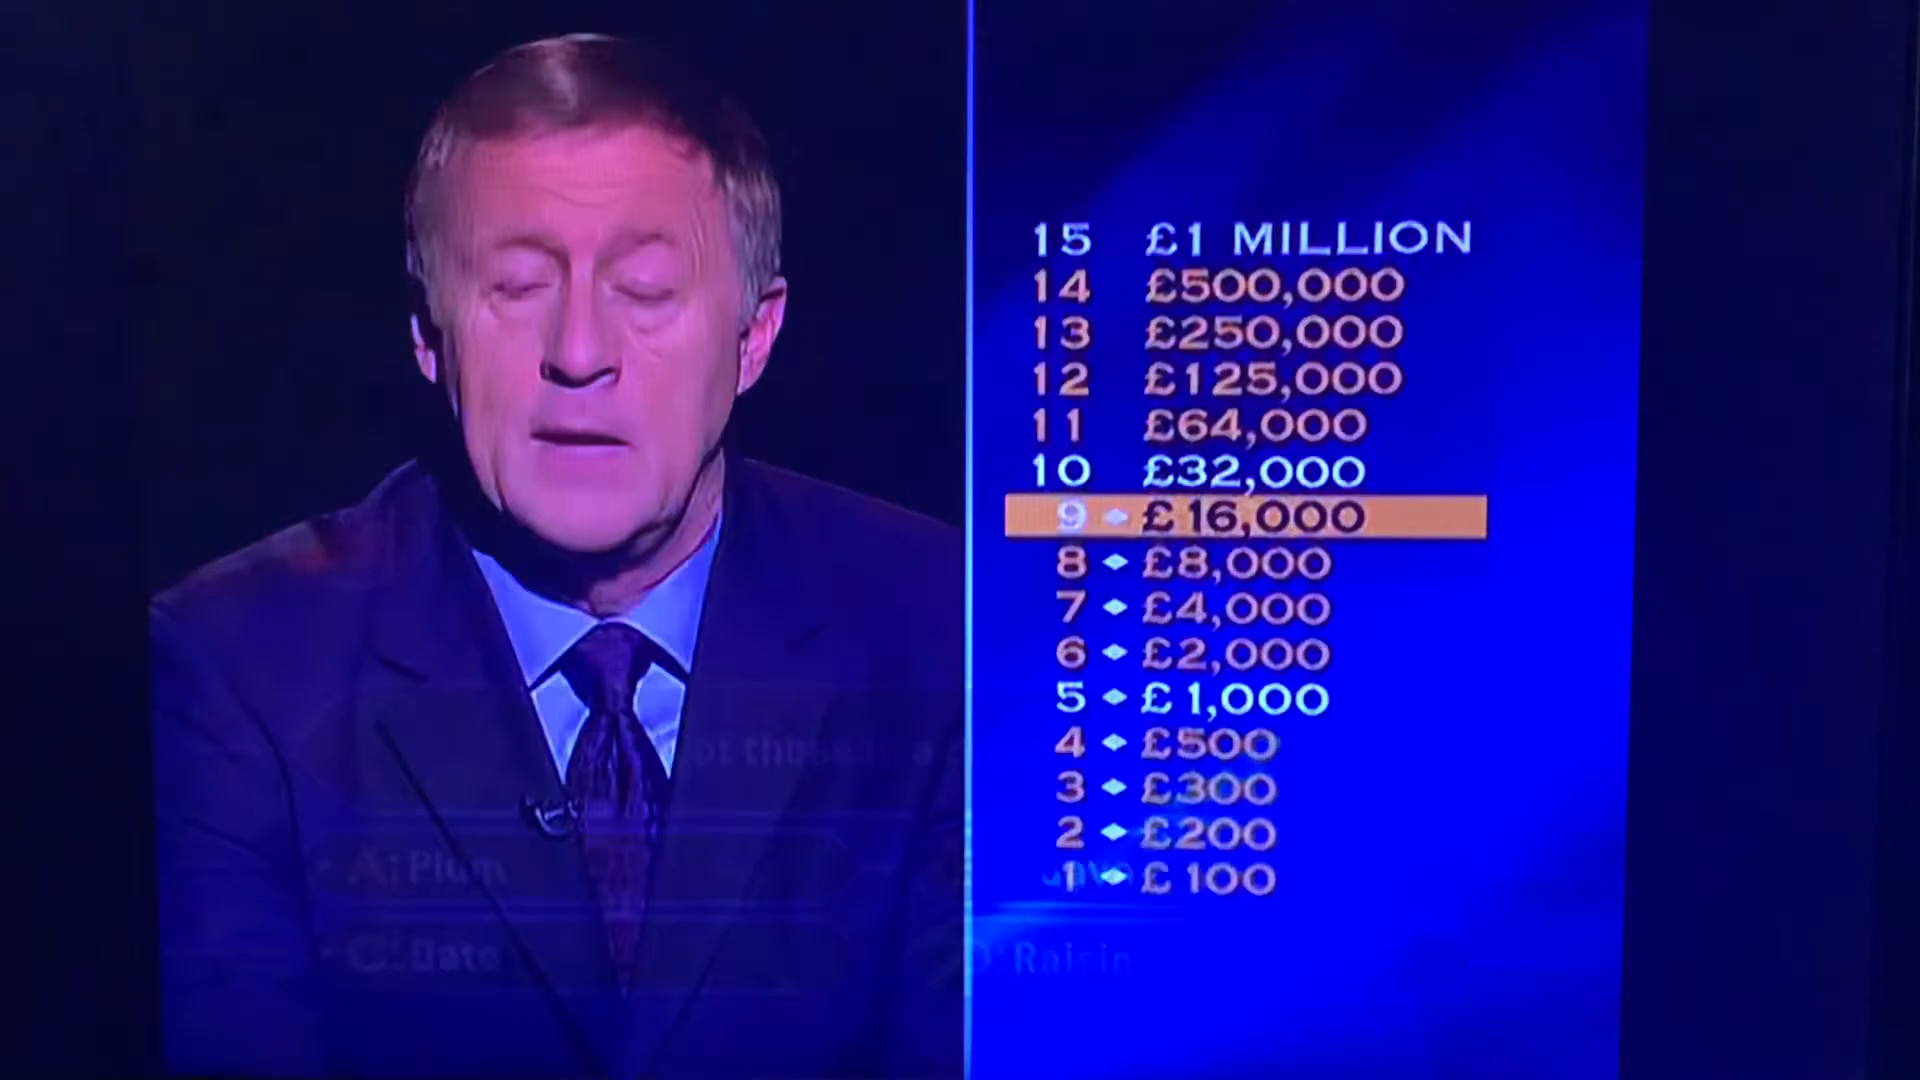 15 £1 MILLION
14 £500,000
13 £250,000
12 £125,000
11 £64,000
10 £32,000
9 ♦ £16,000
8 ♦ £8,000
7 ♦ £4,000
6 ♦ £2,000
5 ♦ £1,000
4 ♦ £500
3 ♦ £300
2 ♦ £200
1 ♦ £100
A: Plum
C: Date
D: Raisin